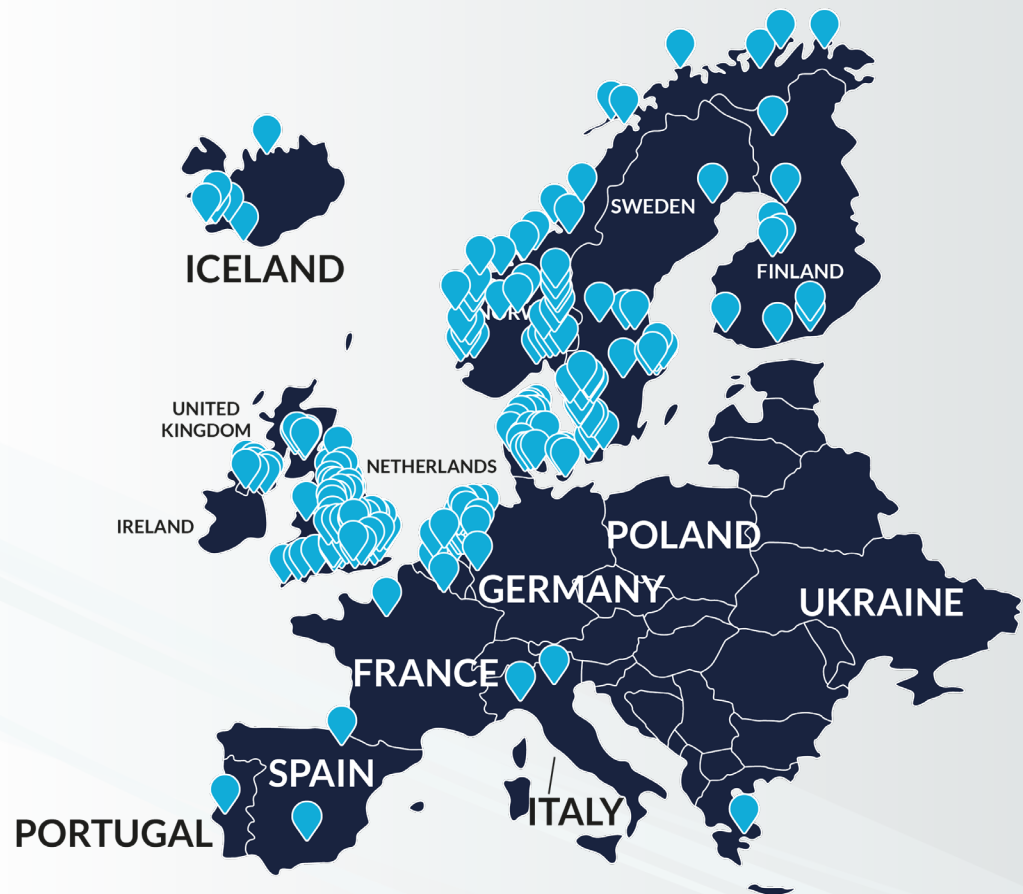 SWEDEN
ICELAND
FINLAND
UNITED
KINGDOM
NETHERLANDS
IRELAND
POLAND
GERMANY
UKRAINE
FRANCE
SPAIN
ITALY
PORTUGAL